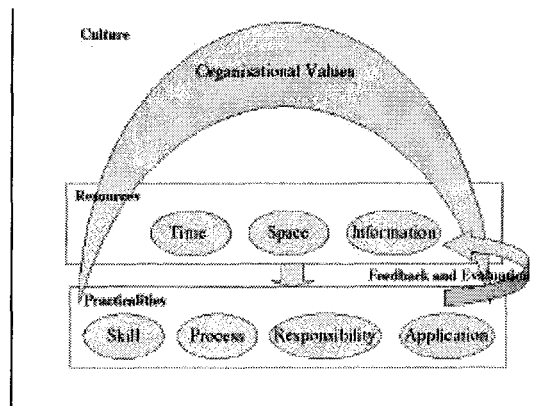 Culture
Organisational Values
Resources
Time Space Information
Feedback and Evaluation
Practicalities
Skill Process Responsibility Application